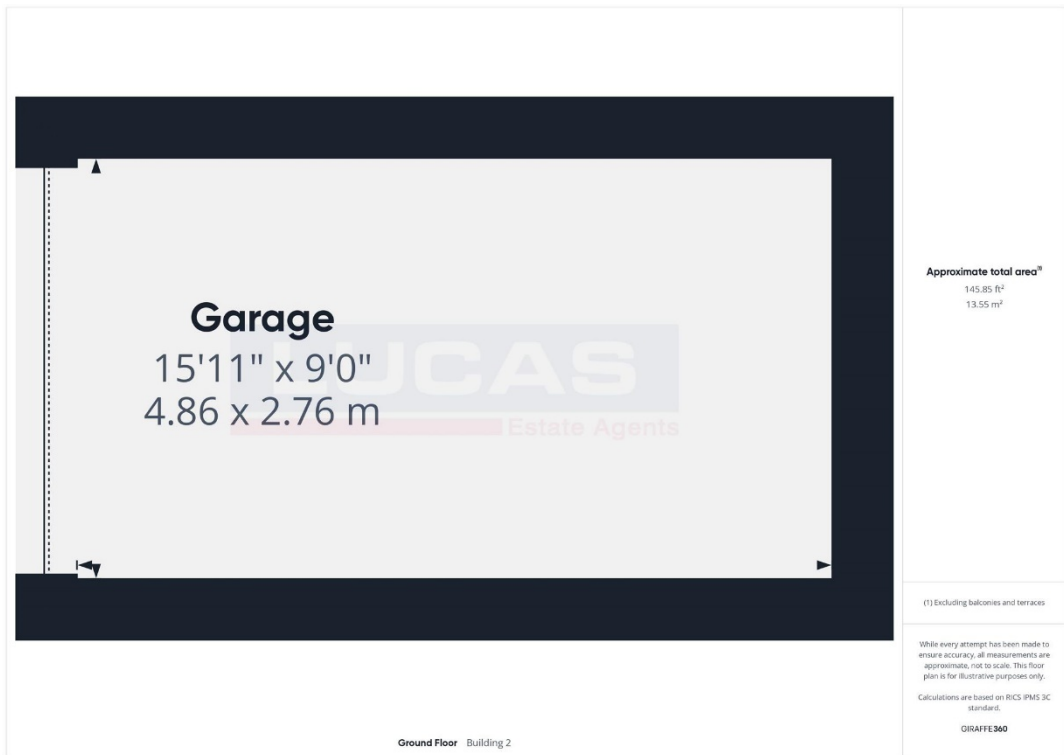 Garage
15'11" x 9'0"
4.86 x 2.76 m
LUCAS
Estate Agents
Approximate total area⁽¹⁾
145.85 ft²
13.55 m²
(1) Excluding balconies and terraces
While every attempt has been made to
ensure accuracy, all measurements are
approximate, not to scale. This floor
plan is for illustrative purposes only.
Calculations are based on RICS IPMS 3C
standard.
GIRAFFE360
Ground Floor Building 2